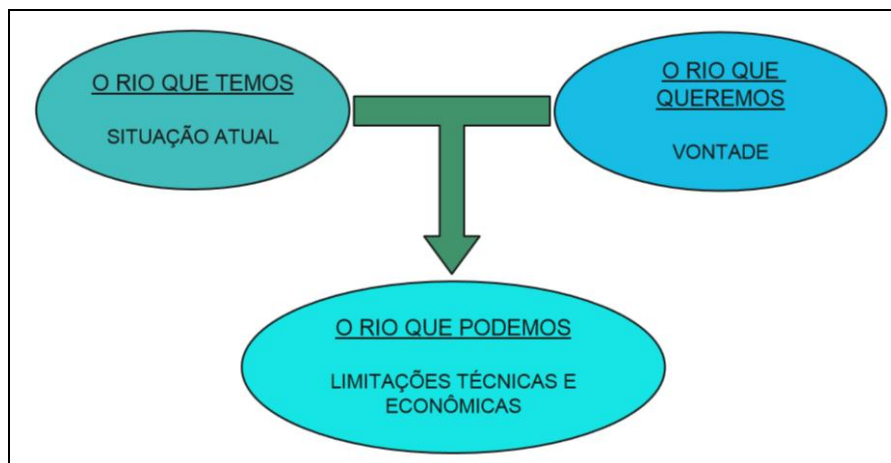 O RIO QUE TEMOS
SITUAÇÃO ATUAL
O RIO QUE
QUEREMOS
VONTADE
O RIO QUE PODEMOS
LIMITAÇÕES TÉCNICAS E
ECONÔMICAS